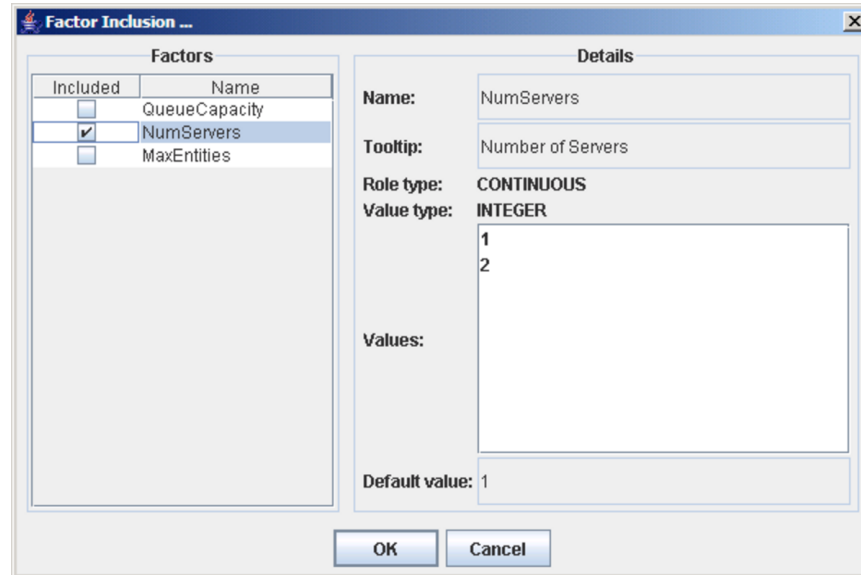 Factor Inclusion ...
Factors
Included Name
QueueCapacity
NumServers
MaxEntities
Details
Name: NumServers
Tooltip: Number of Servers
Role type: CONTINUOUS
Value type: INTEGER
Values:
1
2
Default value: 1
OK Cancel